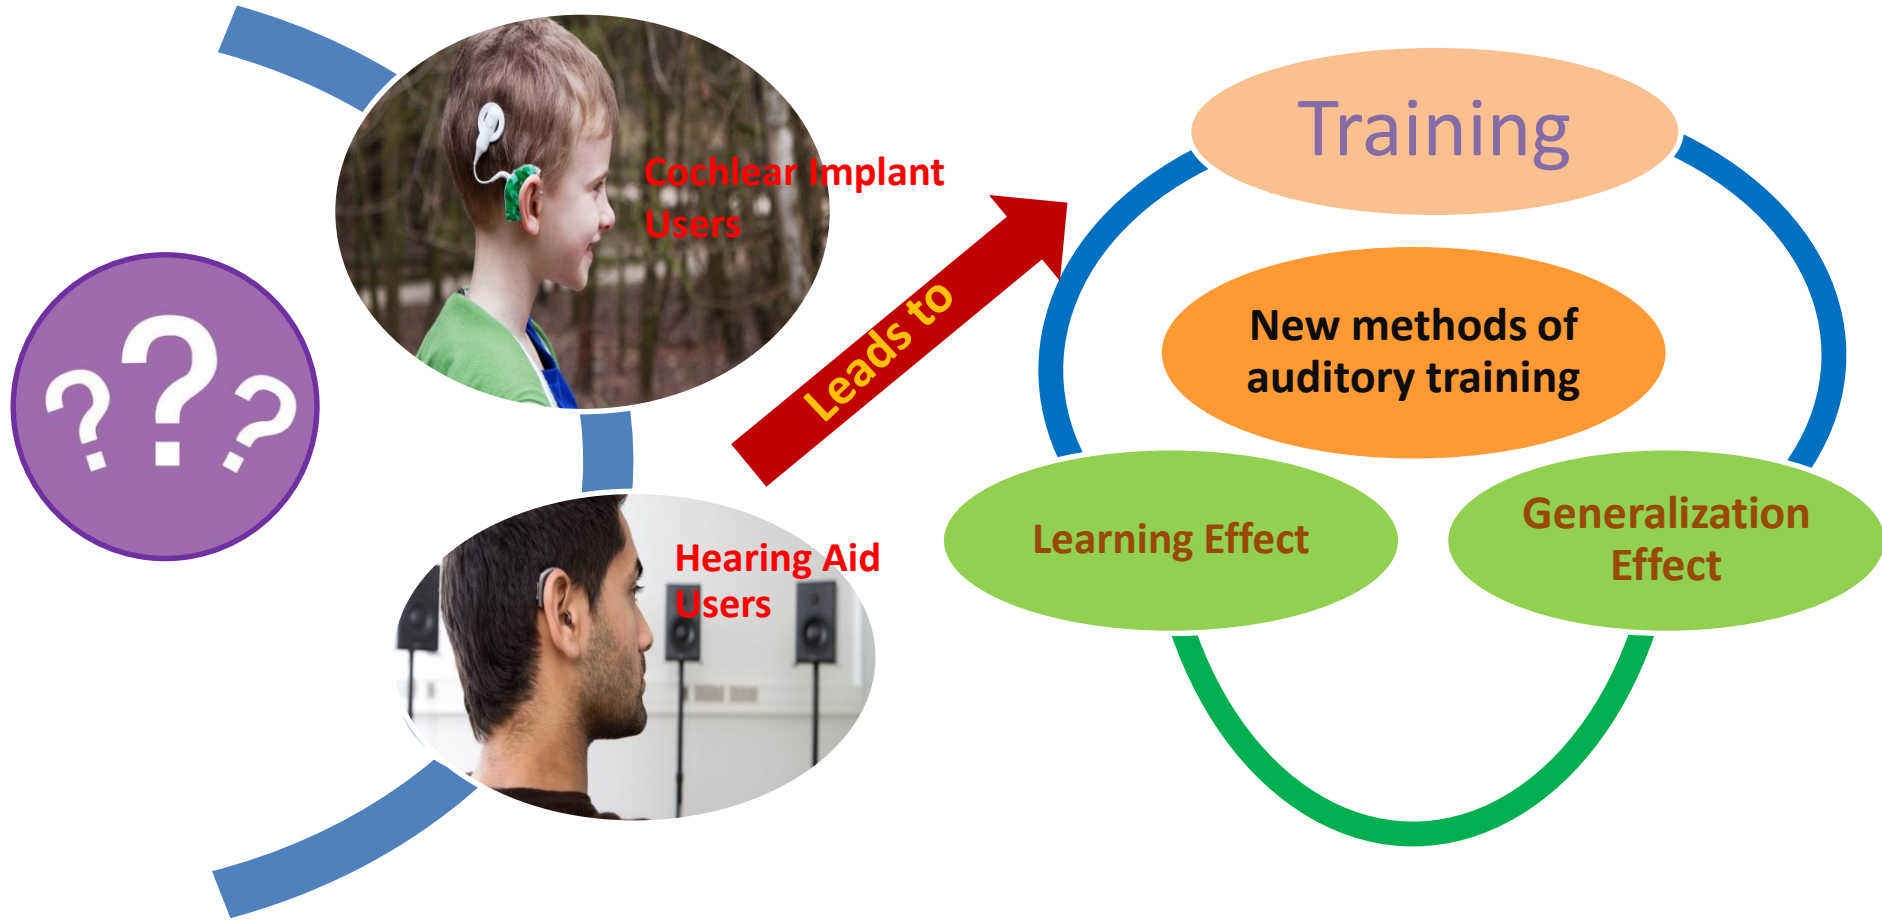 ???
Cochlear Implant
Users
Hearing Aid
Users
Leads to
Training
New methods of
auditory training
Learning Effect
Generalization
Effect